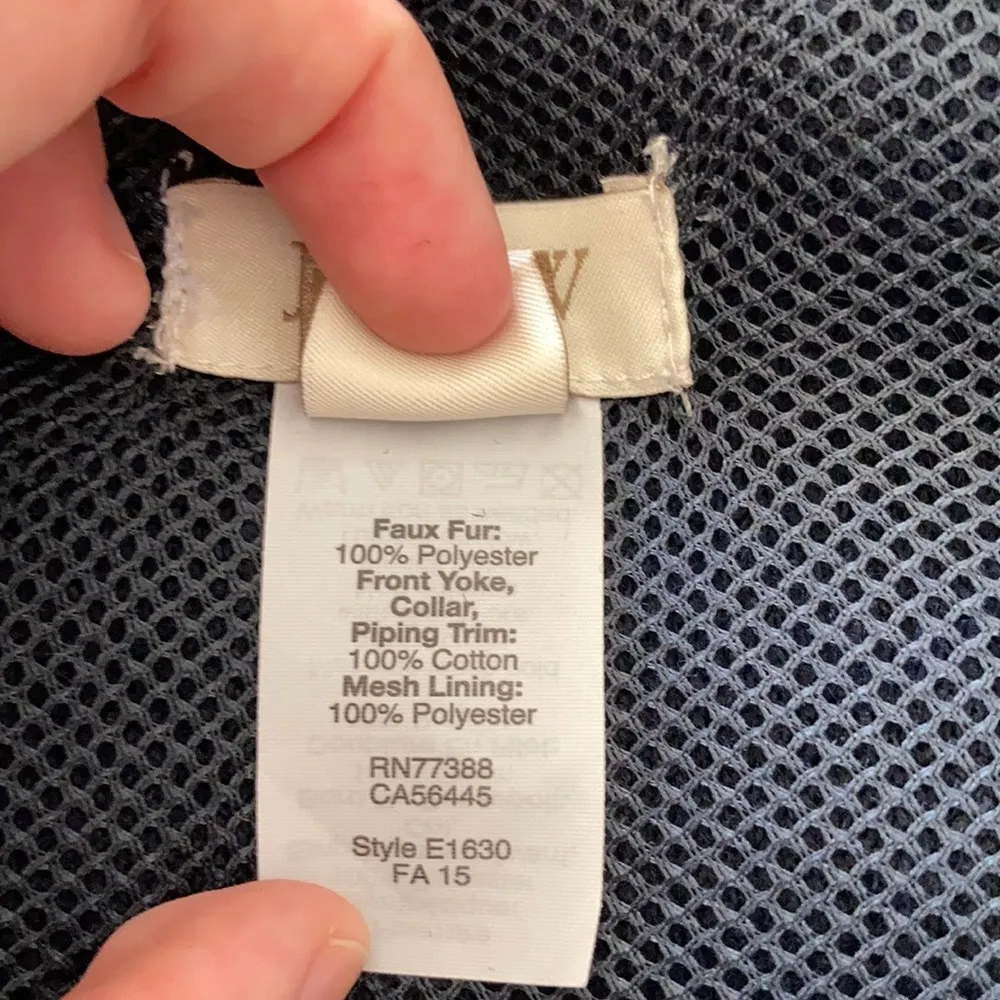 J W
Faux Fur:
100% Polyester
Front Yoke,
Collar,
Piping Trim:
100% Cotton
Mesh Lining:
100% Polyester
RN77388
CA56445
Style E1630
FA 15